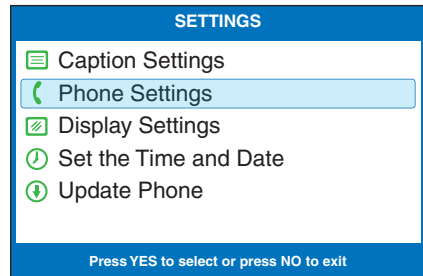 SETTINGS
Caption Settings
Phone Settings
Display Settings
Set the Time and Date
Update Phone
Press YES to select or press NO to exit